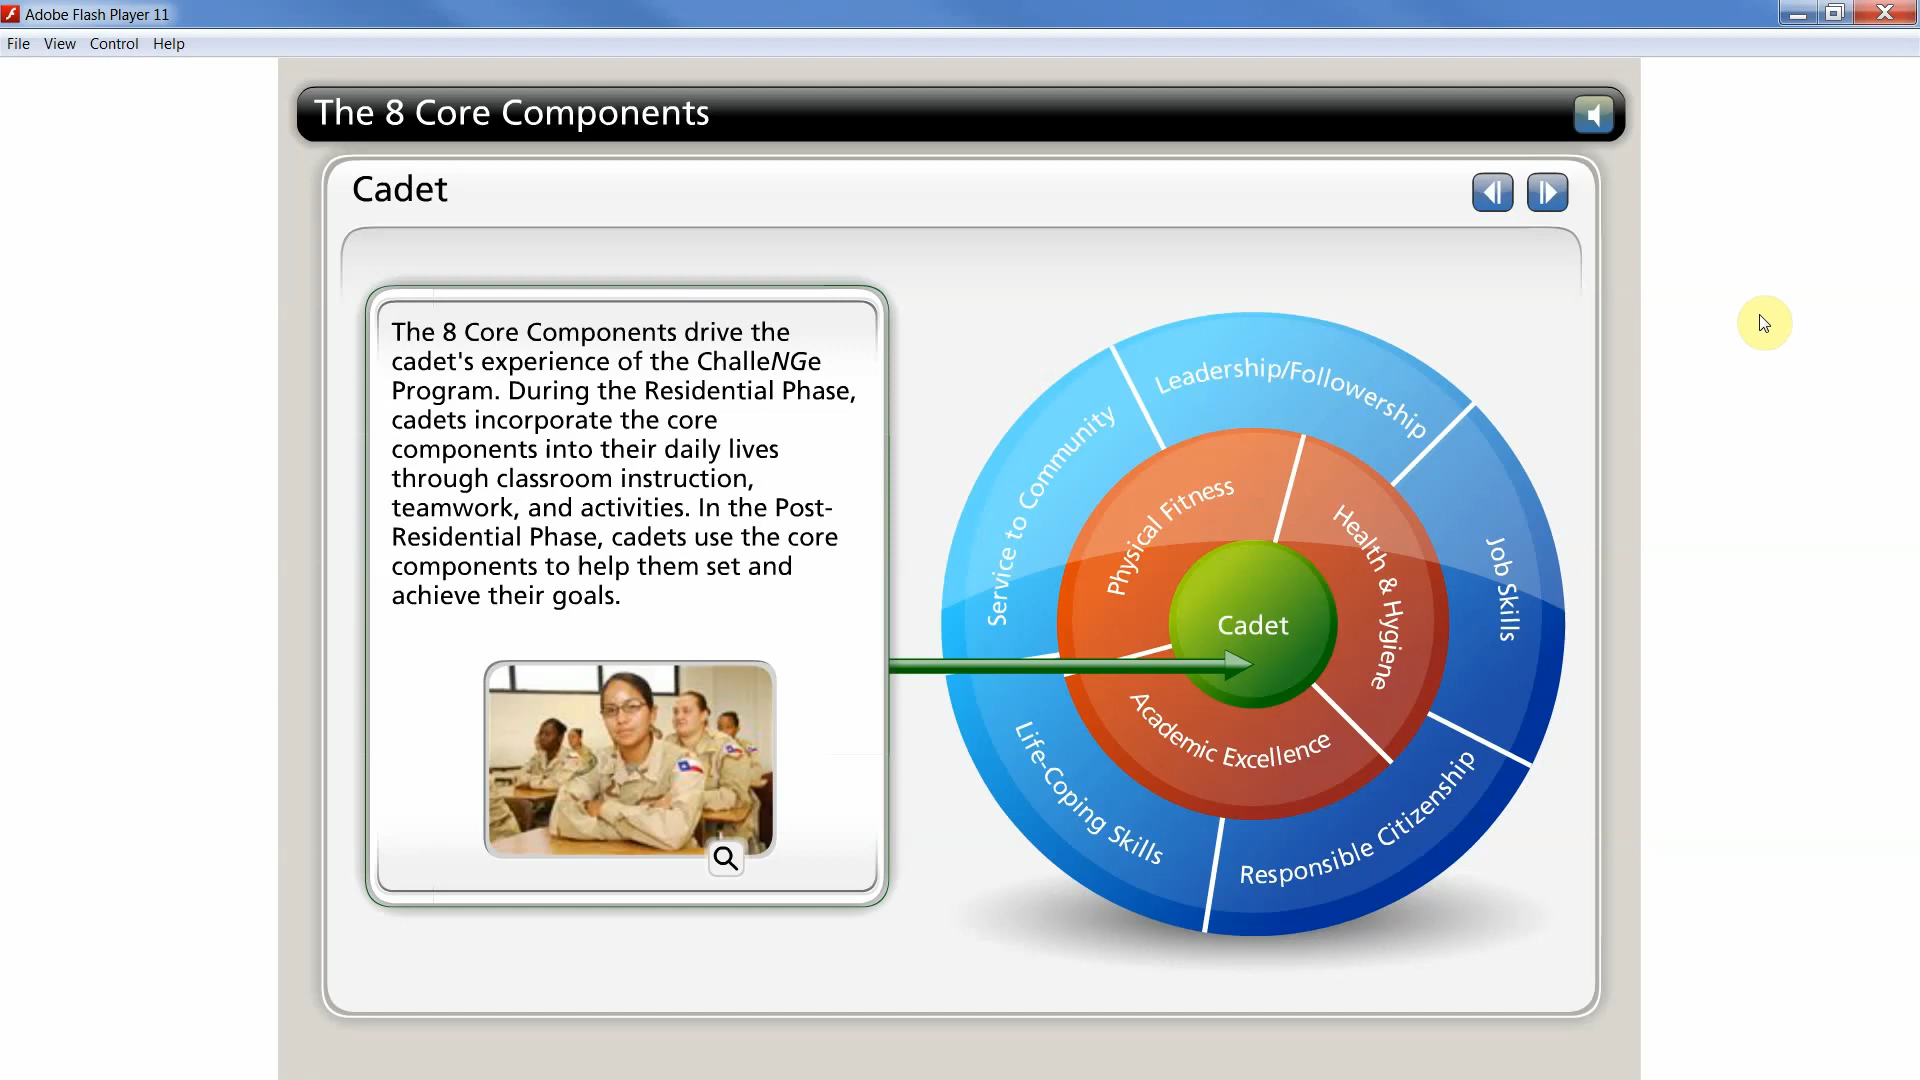 Adobe Flash Player 11
File View Control Help
The 8 Core Components
Cadet
The 8 Core Components drive the
cadet's experience of the ChalleNGe
Program. During the Residential Phase,
cadets incorporate the core
components into their daily lives
through classroom instruction,
teamwork, and activities. In the Post-
Residential Phase, cadets use the core
components to help them set and
achieve their goals.
Leadership/Followership
Service to Community
Job Skills
Physical Fitness
Health & Hygiene
Cadet
Academic Excellence
Life-Coping Skills
Responsible Citizenship